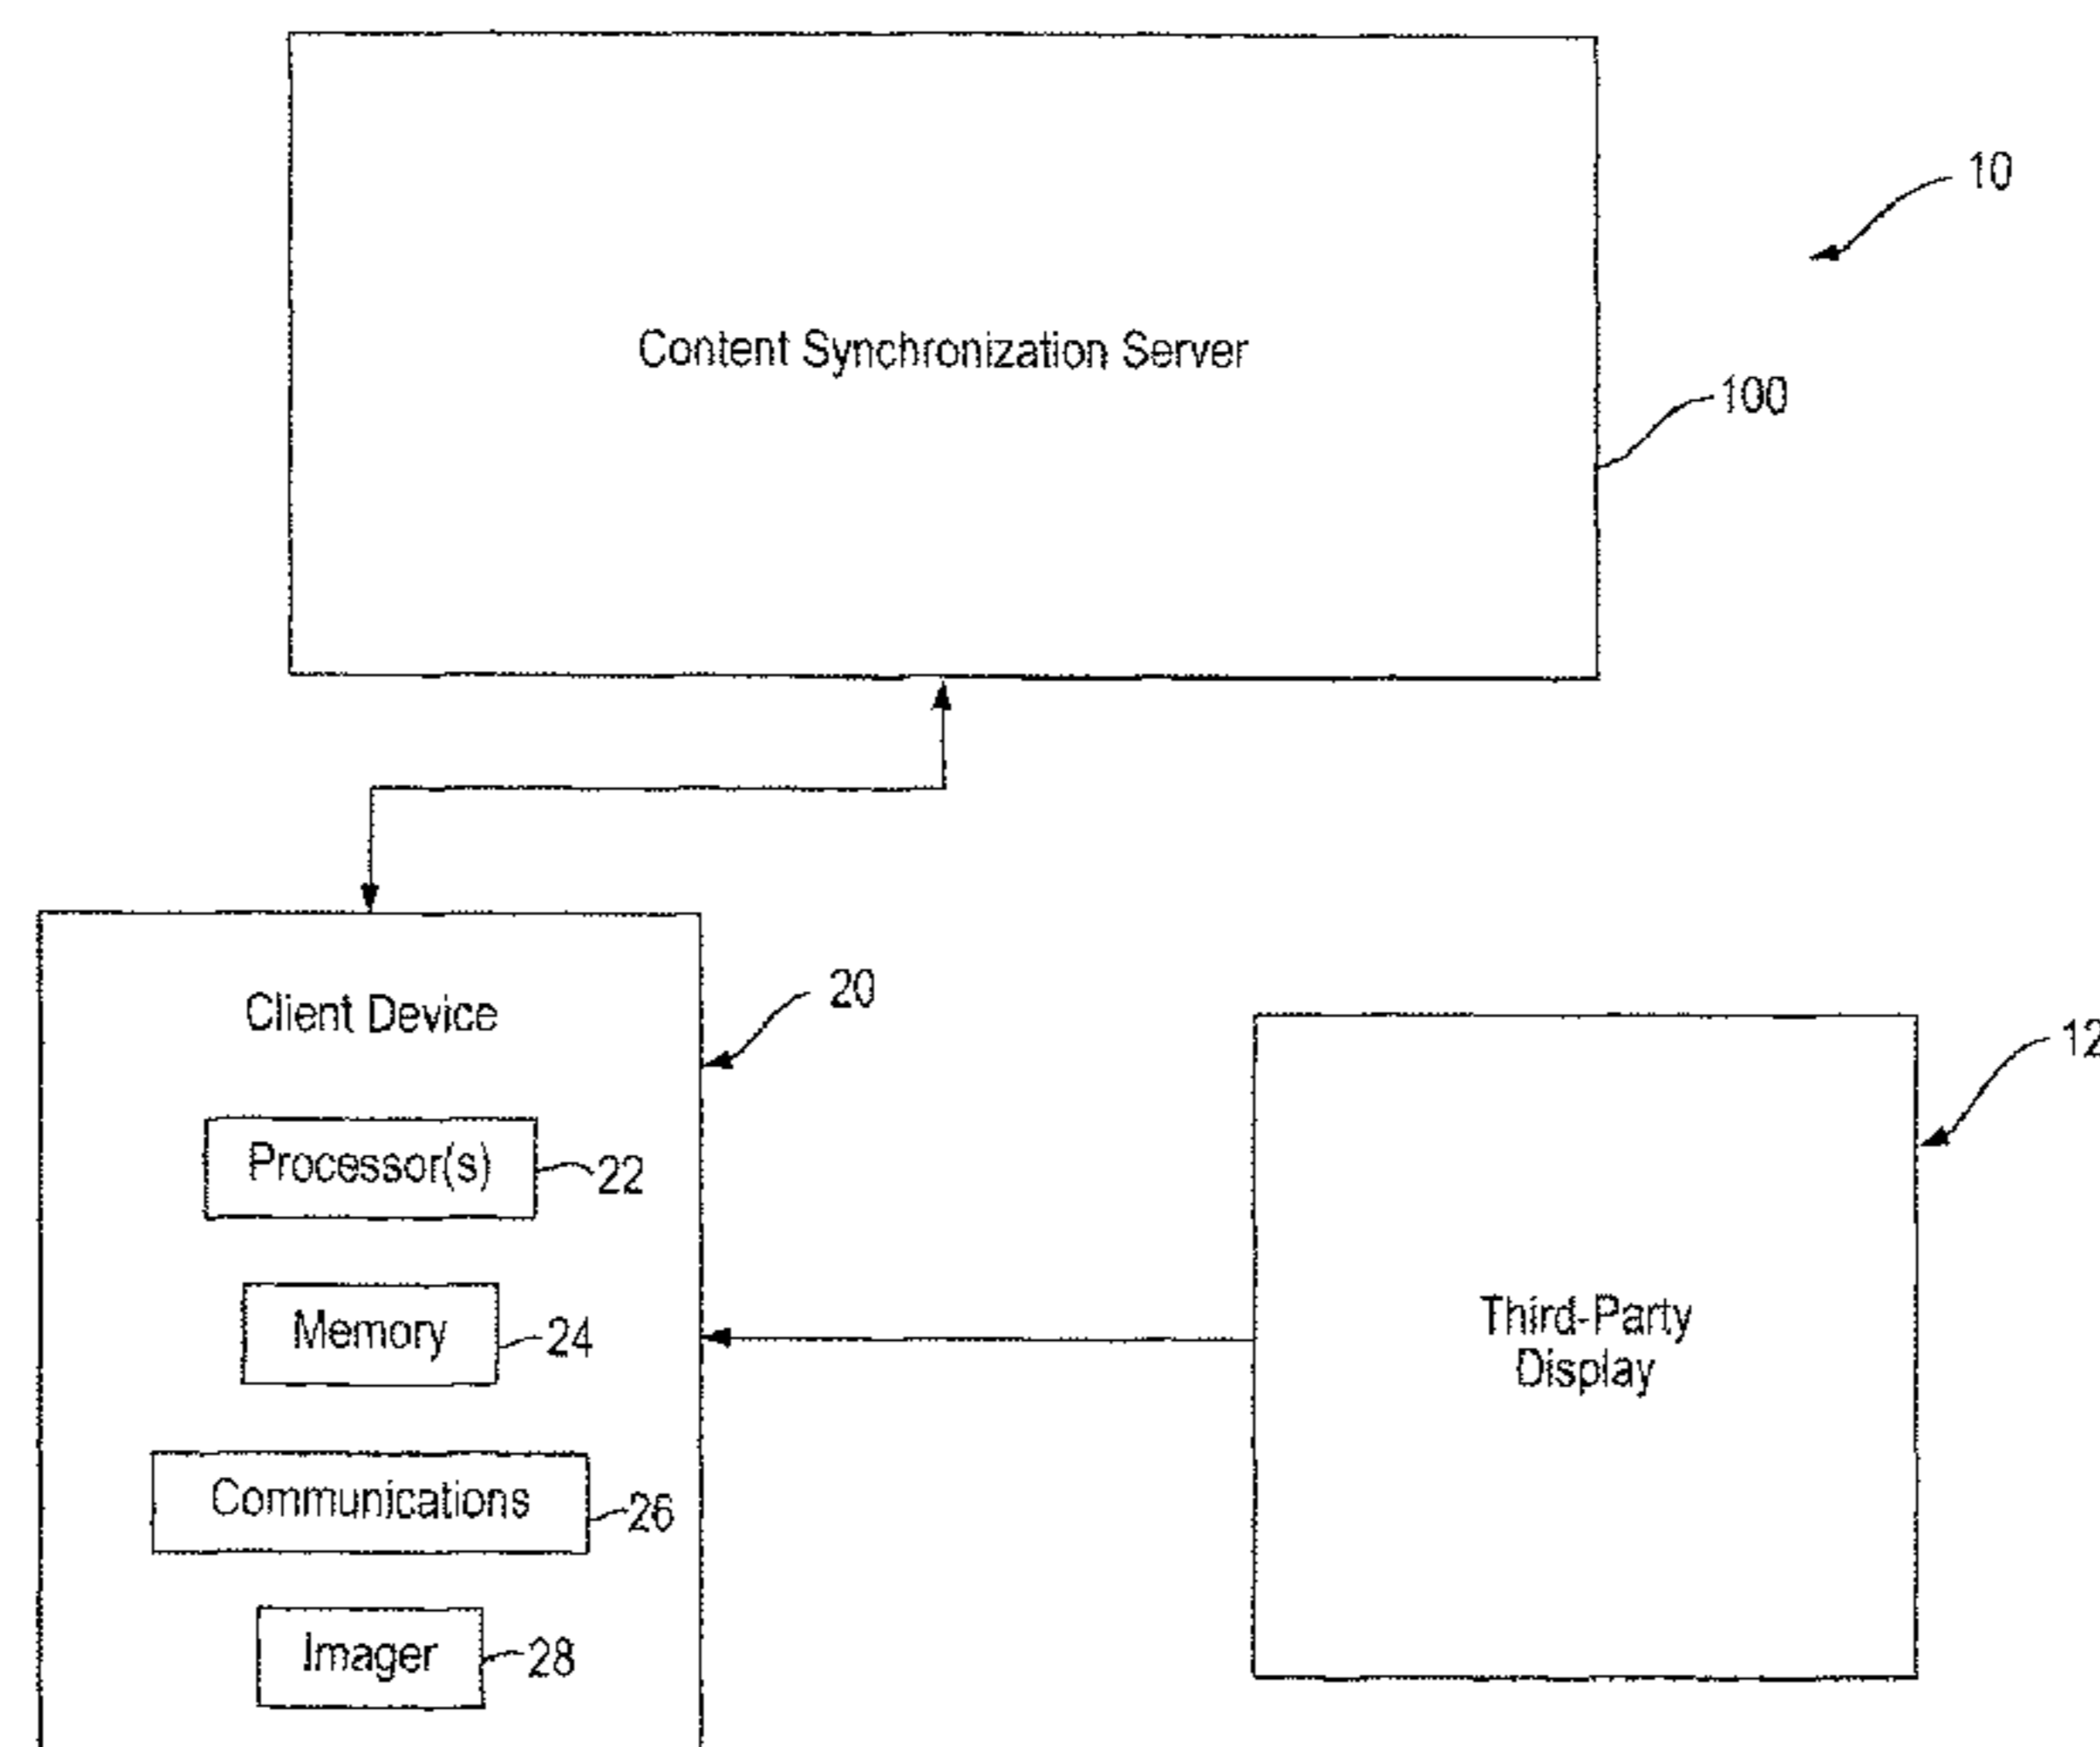 10
Content Synchronization Server
100
Client Device
20
12
Processor(s)
22
Memory
24
Third-Party
Display
Communications
26
Imager
28